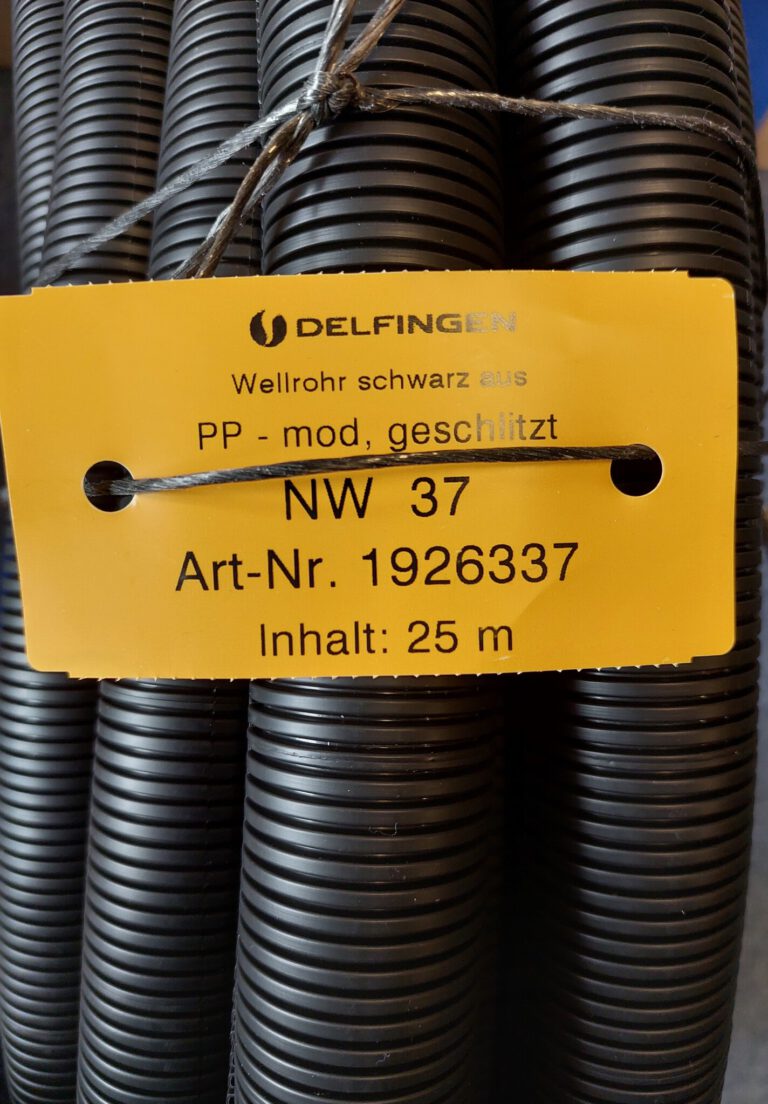 DELFINGEN
Wellrohr schwarz aus
PP - mod, geschlitzt
NW 37
Art-Nr. 1926337
Inhalt: 25 m